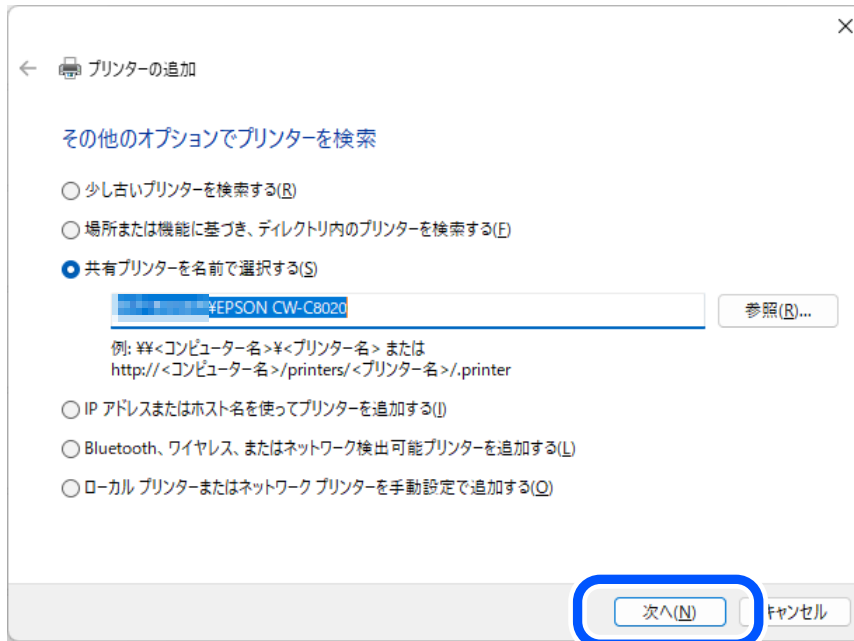 プリンターの追加
その他のオプションでプリンターを検索
少し古いプリンターを検索する(R)
場所または機能に基づき、ディレクトリ内のプリンターを検索する(F)
共有プリンターを名前で選択する(S)
¥EPSON CW-C8020
参照(R)...
例: ¥¥<コンピューター名>¥<プリンター名> または
http://<コンピューター名>/printers/<プリンター名>/.printer
IP アドレスまたはホスト名を使ってプリンターを追加する(I)
Bluetooth、ワイヤレス、またはネットワーク検出可能プリンターを追加する(L)
ローカル プリンターまたはネットワーク プリンターを手動設定で追加する(O)
次へ(N)
キャンセル